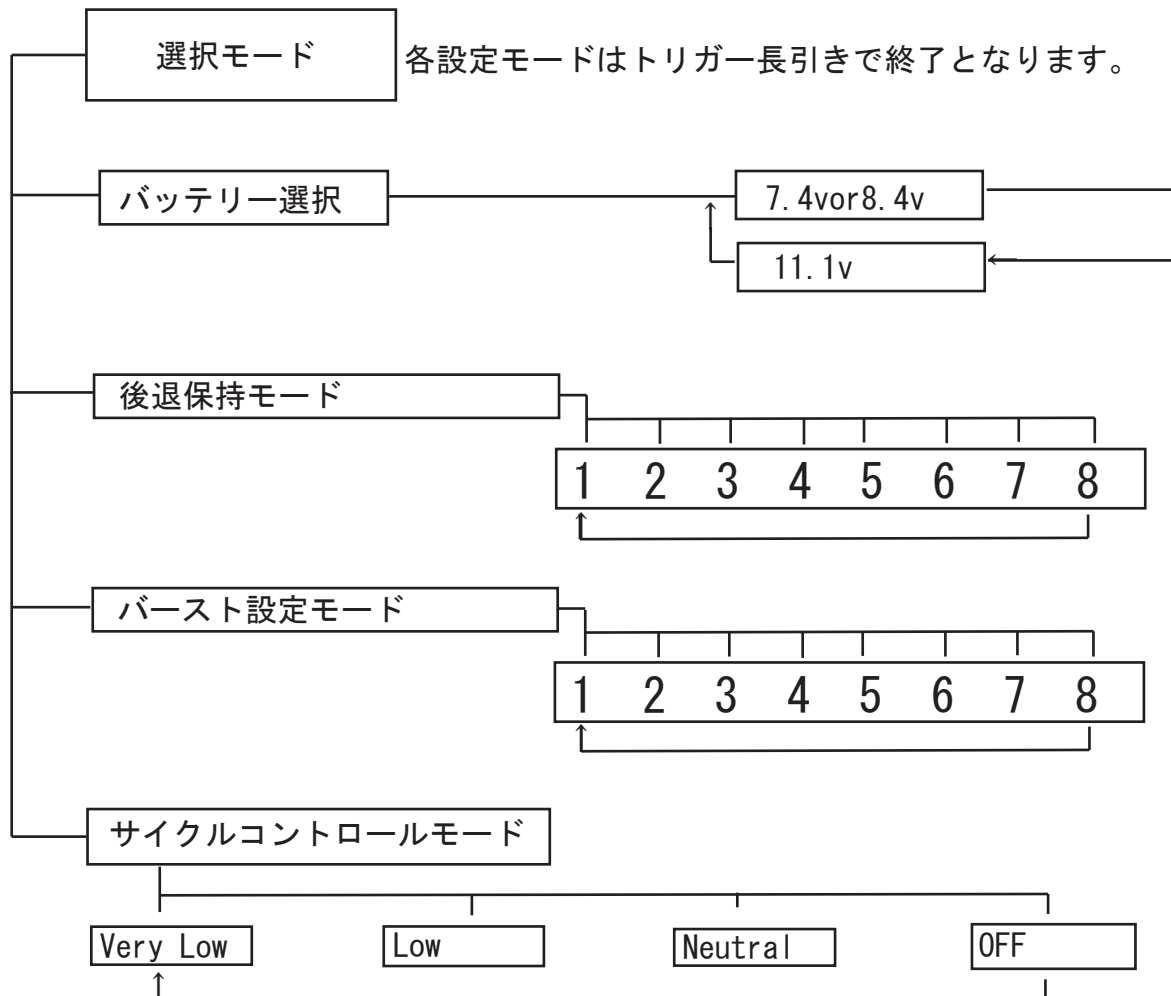 選択モード
各設定モードはトリガー長引きで終了となります。
バッテリー選択
7.4vor8.4v
11.1v
後退保持モード
1 2 3 4 5 6 7 8
バースト設定モード
1 2 3 4 5 6 7 8
サイクルコントロールモード
Very Low
Low
Neutral
OFF